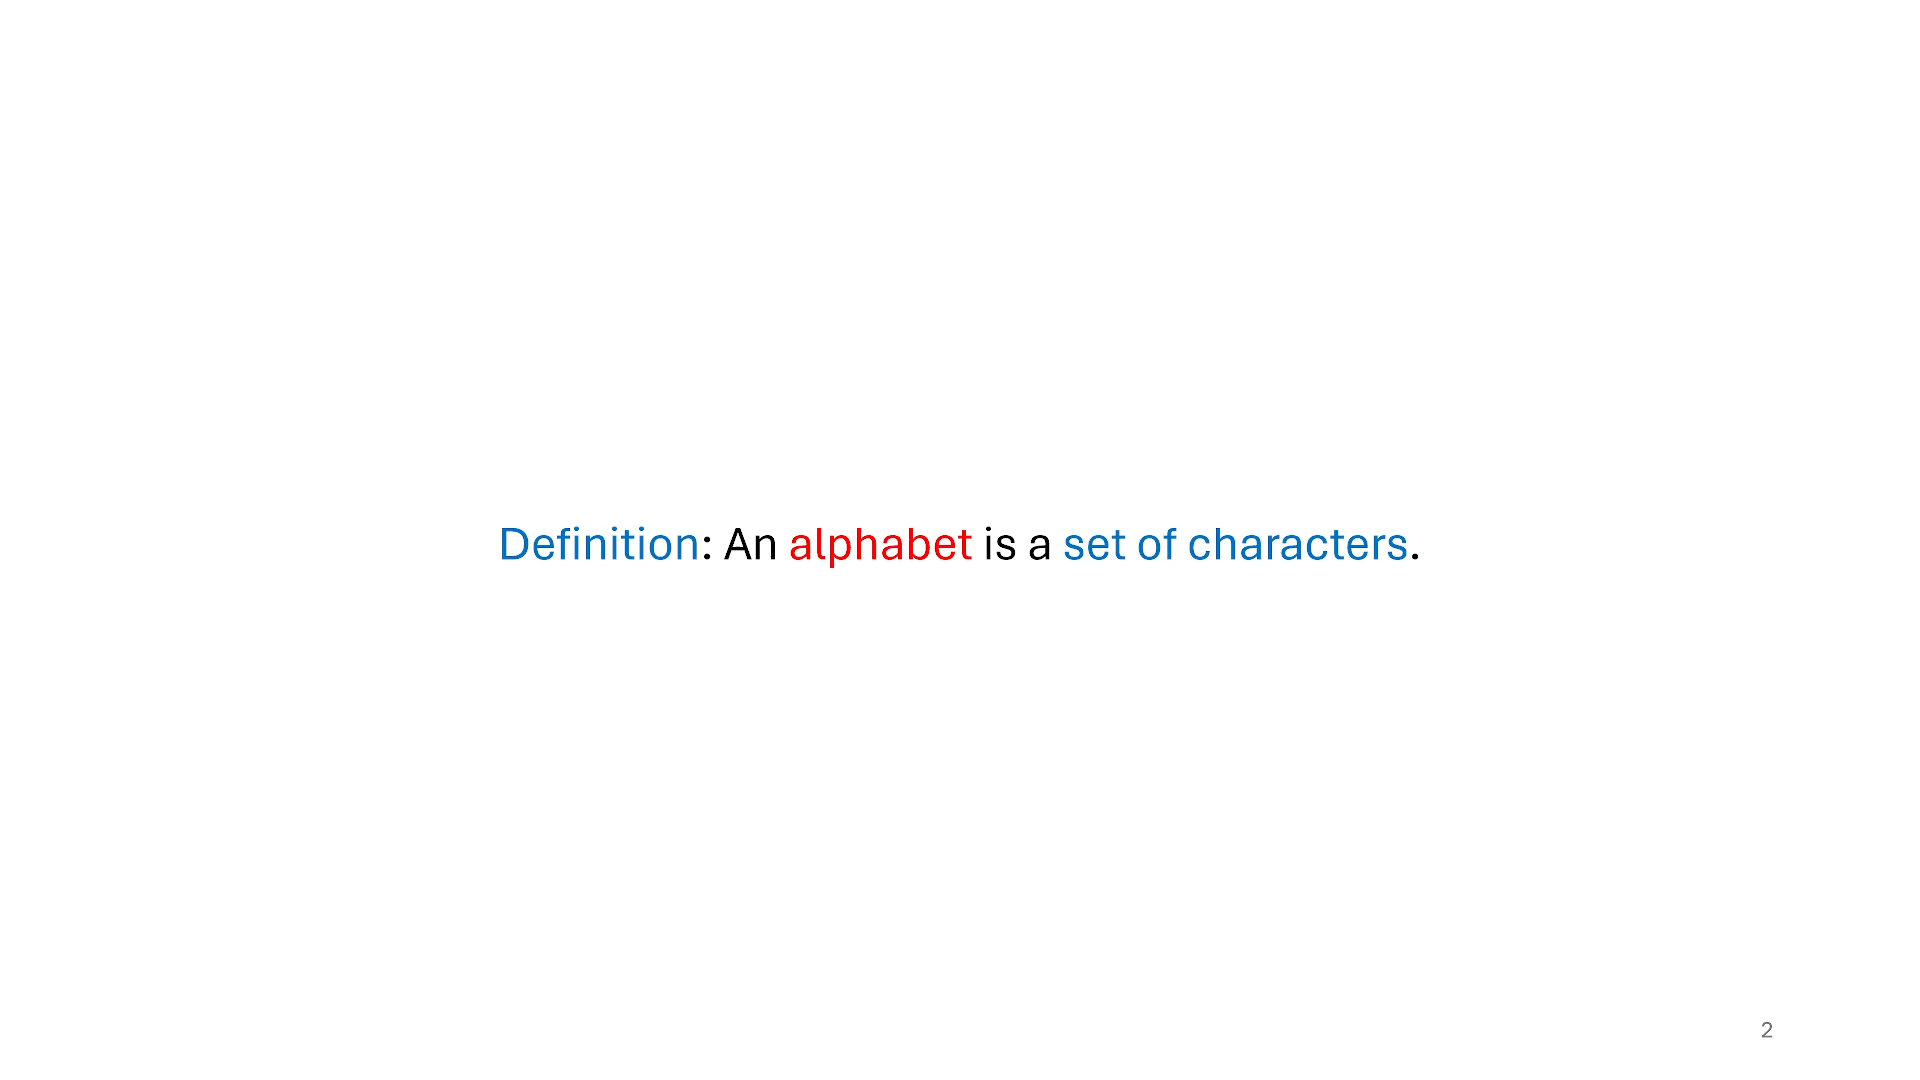 Definition: An alphabet is a set of characters.
2